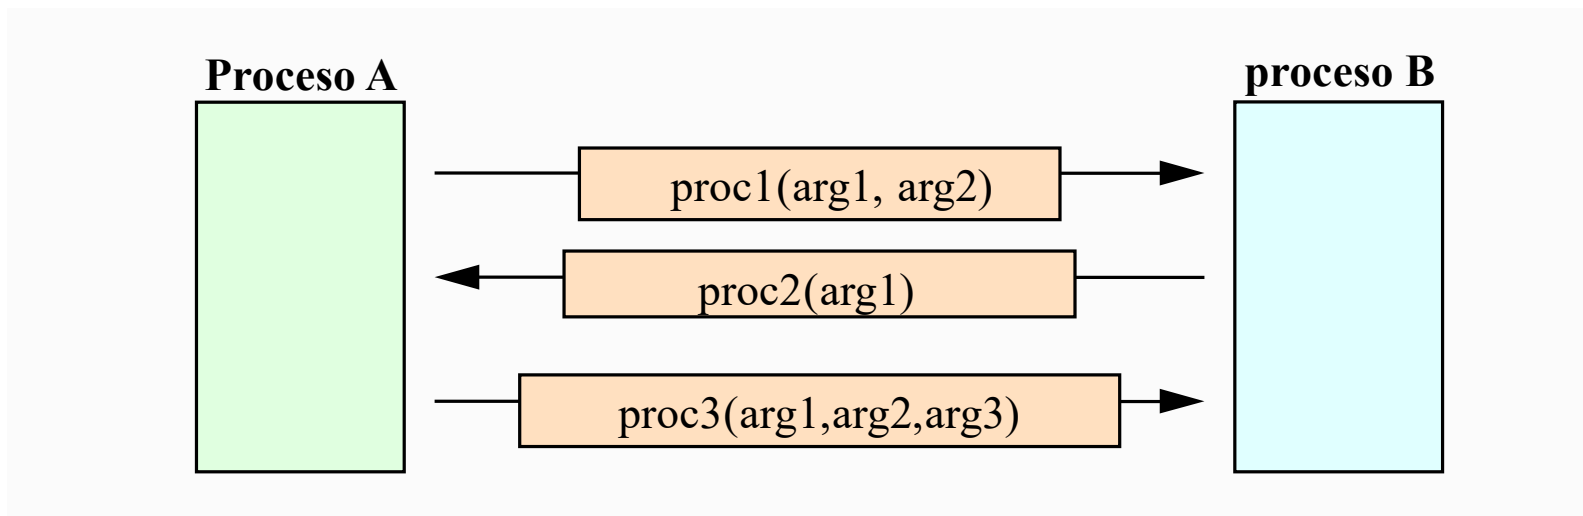 Proceso A
proceso B
proc1(arg1, arg2)
proc2(arg1)
proc3(arg1,arg2,arg3)